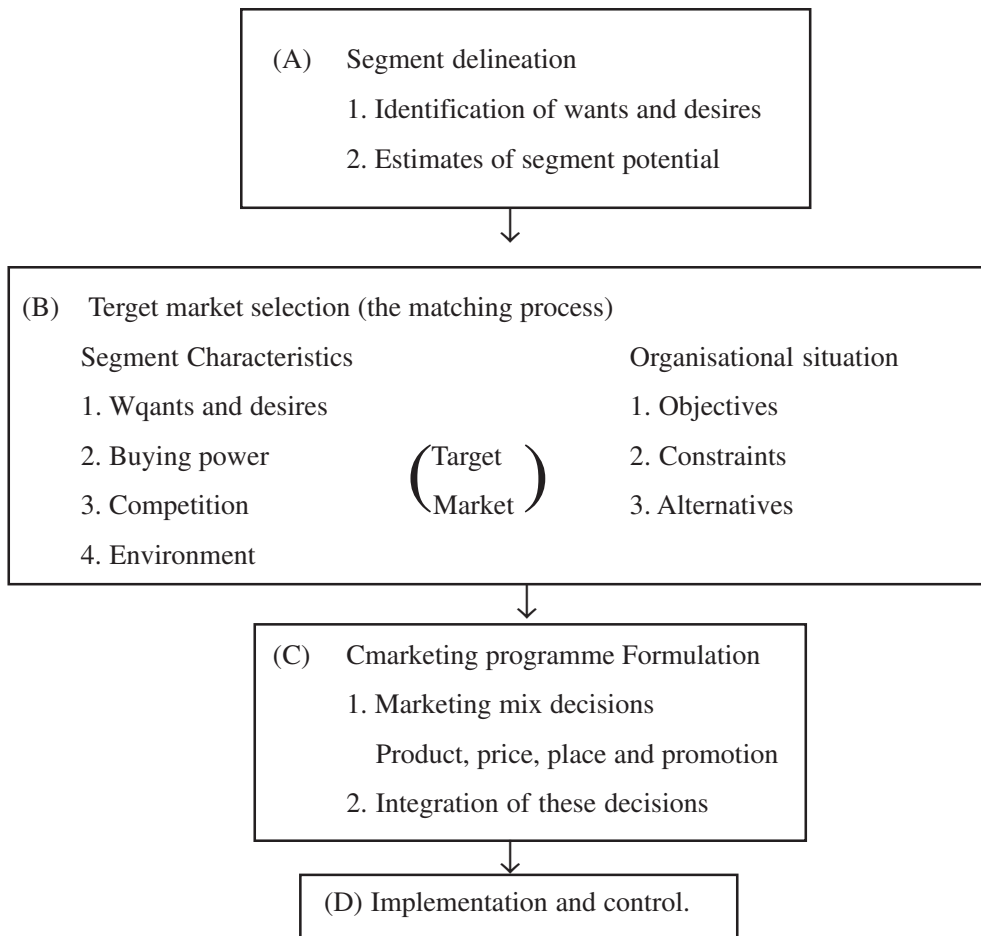 (A) Segment delineation
1. Identification of wants and desires
2. Estimates of segment potential
(B) Terget market selection (the matching process)
Segment Characteristics Organisational situation
1. Wqants and desires 1. Objectives
2. Buying power (Target 2. Constraints
3. Competition Market) 3. Alternatives
4. Environment
(C) Cmarketing programme Formulation
1. Marketing mix decisions
Product, price, place and promotion
2. Integration of these decisions
(D) Implementation and control.